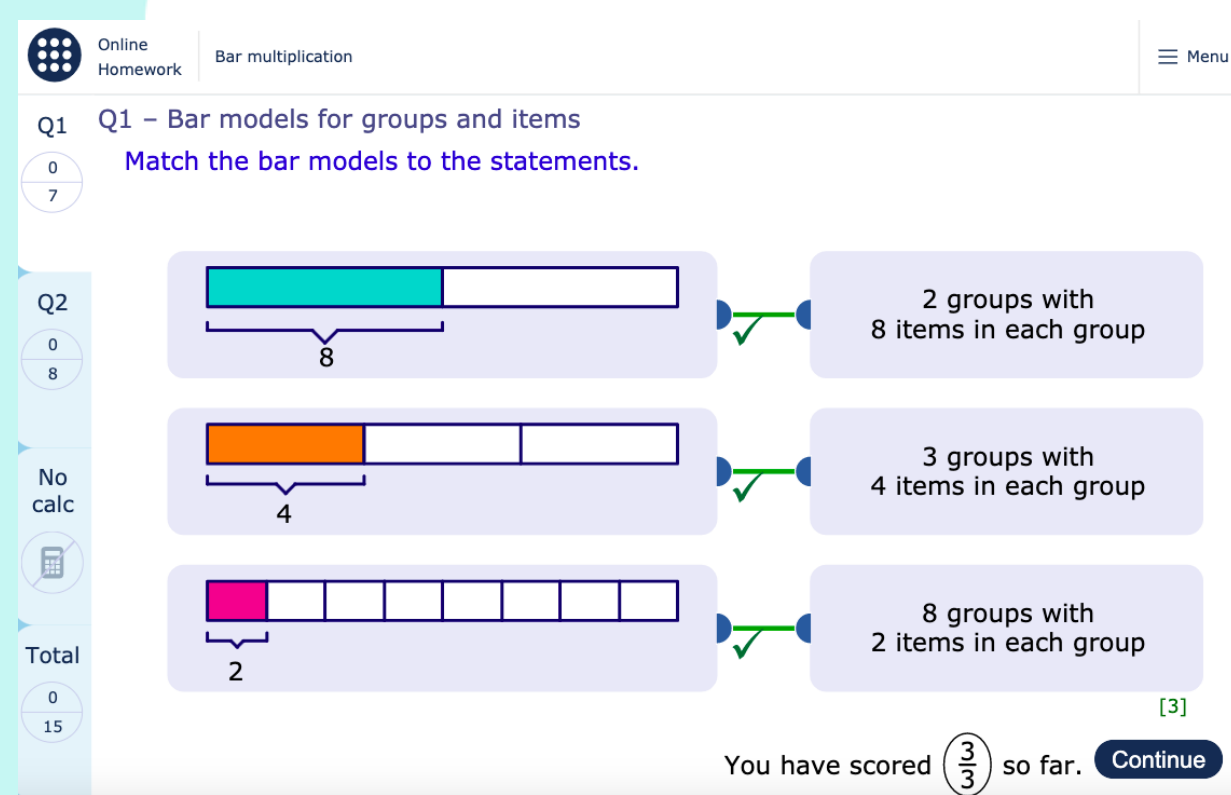 Online
Homework
Bar multiplication
Menu
Q1
0
7
Q1 – Bar models for groups and items
Match the bar models to the statements.
8
2 groups with
8 items in each group
Q2
0
8
4
3 groups with
4 items in each group
No
calc
2
8 groups with
2 items in each group
Total
0
15
[3]
You have scored 3/3 so far.
Continue